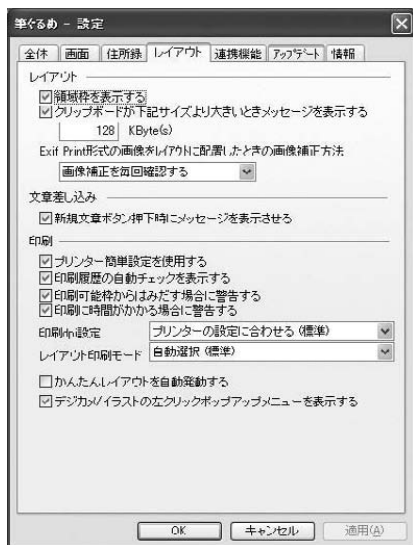 筆ぐるめ - 設定
全体 画面 住所録 レイアウト 連携機能 アップデート 情報
レイアウト
領域枠を表示する
クリップボードが下記サイズより大きいときメッセージを表示する
128 KByte(s)
Exif Print形式の画像をレイアウトに配置したときの画像補正方法
画像補正を毎回確認する
文章差し込み
新規文章ボタン押下時にメッセージを表示させる
印刷
プリンター簡単設定を使用する
印刷履歴の自動チェックを表示する
印刷可能枠からはみだす場合に警告する
印刷に時間がかかる場合に警告する
印刷dpi設定 プリンターの設定に合わせる (標準)
レイアウト印刷モード 自動選択 (標準)
かんたんレイアウトを自動発動する
デジカメ/イラストの左クリックポップアップメニューを表示する
OK キャンセル 適用(A)